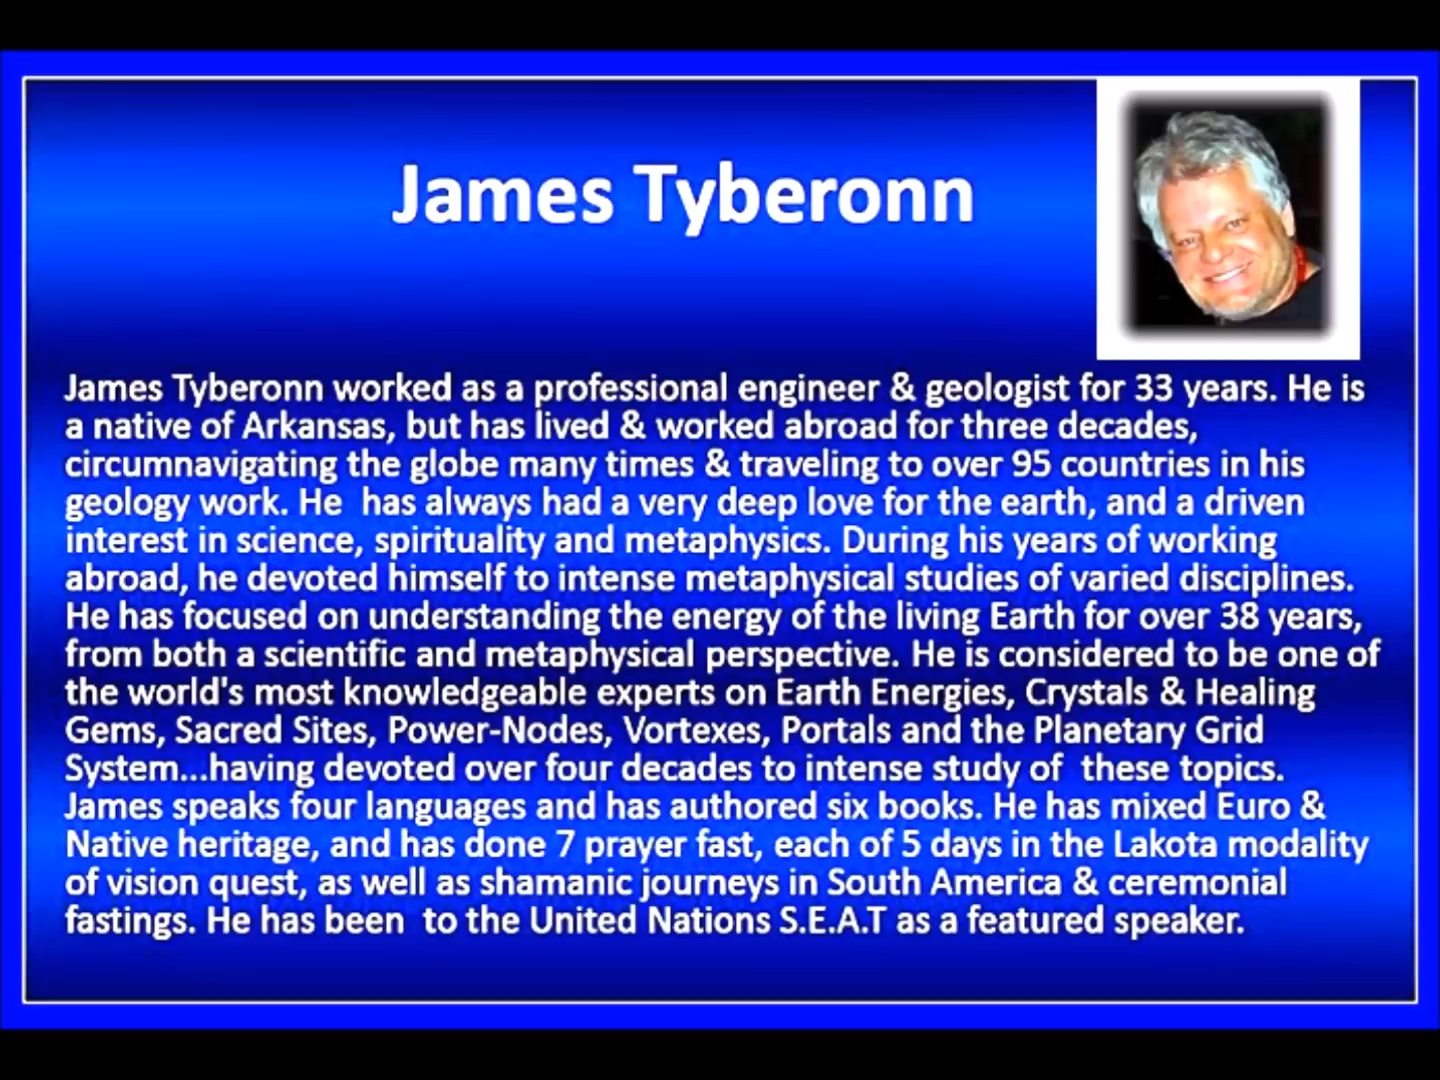 James Tyberonn
James Tyberonn worked as a professional engineer & geologist for 33 years. He is
a native of Arkansas, but has lived & worked abroad for three decades,
circumnavigating the globe many times & traveling to over 95 countries in his
geology work. He  has always had a very deep love for the earth, and a driven
interest in science, spirituality and metaphysics. During his years of working
abroad, he devoted himself to intense metaphysical studies of varied disciplines.
He has focused on understanding the energy of the living Earth for over 38 years,
from both a scientific and metaphysical perspective. He is considered to be one of
the world's most knowledgeable experts on Earth Energies, Crystals & Healing
Gems, Sacred Sites, Power-Nodes, Vortexes, Portals and the Planetary Grid
System...having devoted over four decades to intense study of  these topics.
James speaks four languages and has authored six books. He has mixed Euro &
Native heritage, and has done 7 prayer fast, each of 5 days in the Lakota modality
of vision quest, as well as shamanic journeys in South America & ceremonial
fastings. He has been  to the United Nations S.E.A.T as a featured speaker.